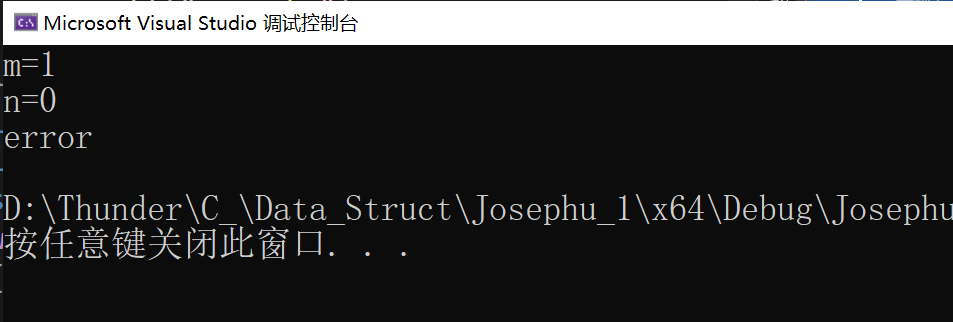 Microsoft Visual Studio 调试控制台
m=1
n=0
error
D:\Thunder\C_\Data_Struct\Josephu_1\x64\Debug\Josephu
按任意键关闭此窗口. . .